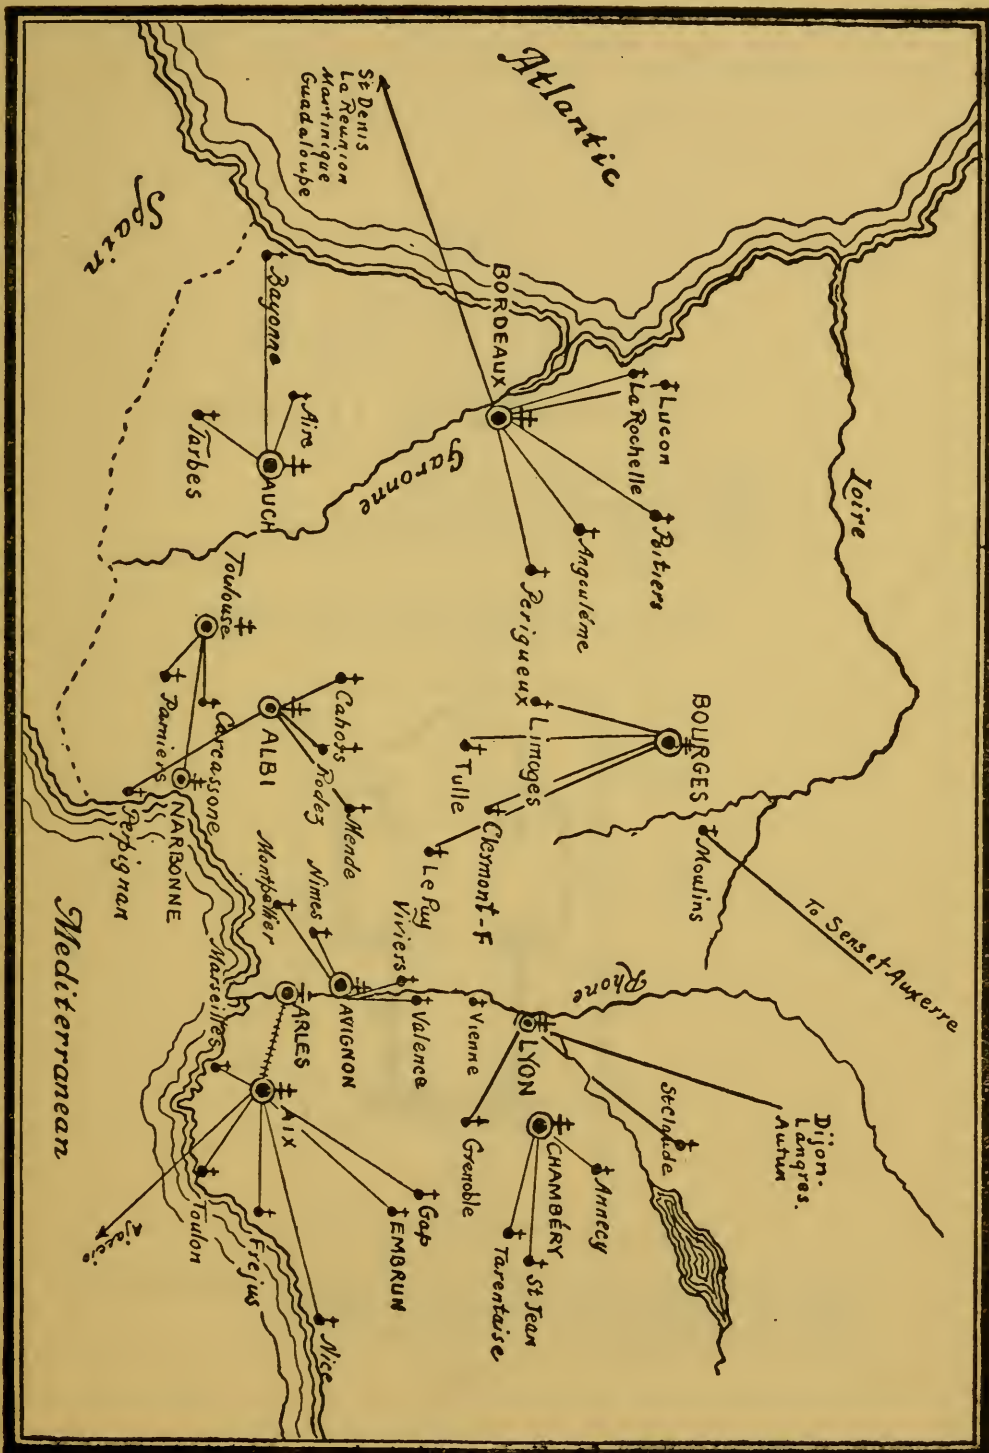 Atlantic
St Denis
La Reunion
Martinique
Guadaloupe
Spain
Loire
Lucon
La Rochelle
BORDEAUX
Poitiers
Angouléme
Perigueux
Garonne
Bayonne
Aire
Tarbes
AUCH
Toulouse
Pamiers
Carcassone
BOURGES
Limoges
Tulle
Clermont-F
Le Puy
Moulins
To Sens et Auxerre
Cahors
Rodez
Mende
ALBI
NARBONNE
Perpignan
Montpellier
Nimes
Viviers
Valence
AVIGNON
ARLES
Marseilles
Mediterranean
Rhone
Vienne
LYON
Dijon-
Langres.
Autun
St Claude
Grenoble
CHAMBÉRY
Annecy
St Jean
Tarentaise
AIX
Gap
EMBRUN
Toulon
Frejus
Nice